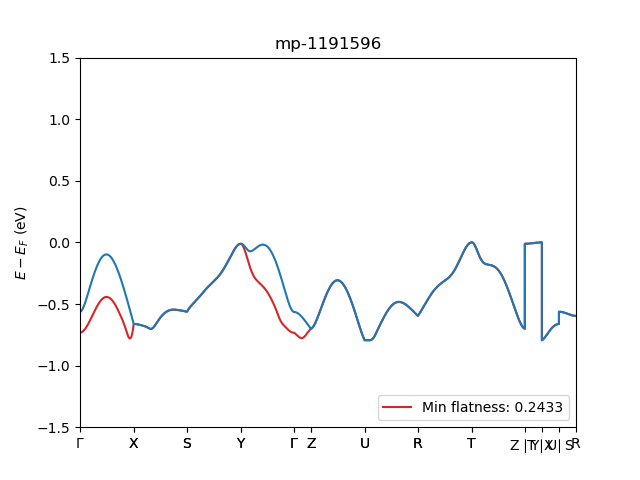 mp-1191596
E − E_F (eV)
1.5
1.0
0.5
0.0
−0.5
−1.0
−1.5
Min flatness: 0.2433
Γ X S Y Γ Z U R T Z | T Y | X U | S R